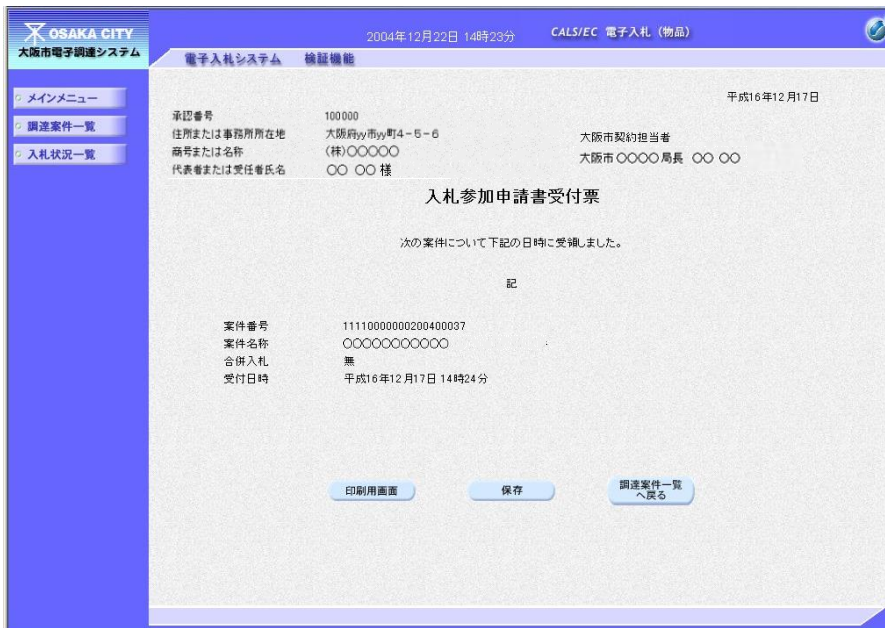 OSAKA CITY
大阪市電子調達システム
2004年12月22日 14時23分
CALS/EC 電子入札（物品）
電子入札システム 検証機能
メインメニュー
調達案件一覧
入札状況一覧
平成16年12月17日
承認番号 100000
住所または事務所所在地 大阪府yy市yy町4-5-6
商号または名称 (株)○○○○○
代表者または受任者氏名 ○○ ○○ 様
大阪市契約担当者
大阪市○○○○局長 ○○ ○○
入札参加申請書受付票
次の案件について下記の日時に受領しました。
記
案件番号 11110000000200400037
案件名称 ○○○○○○○○○○○
合併入札 無
受付日時 平成16年12月17日 14時24分
印刷用画面
保存
調達案件一覧
へ戻る